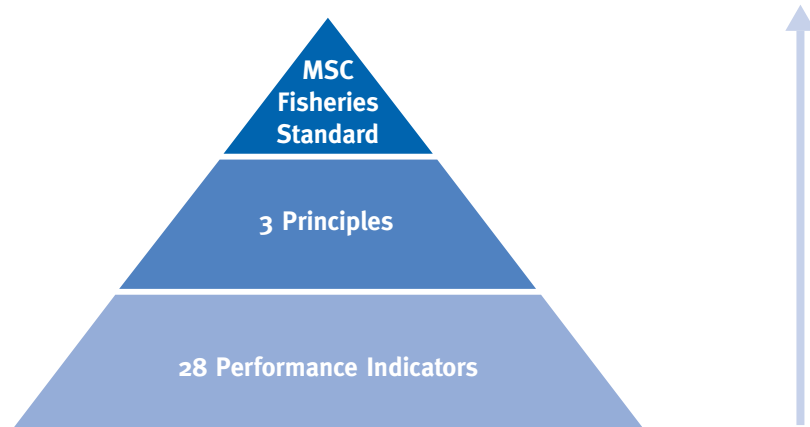 MSC
Fisheries
Standard
3 Principles
28 Performance Indicators